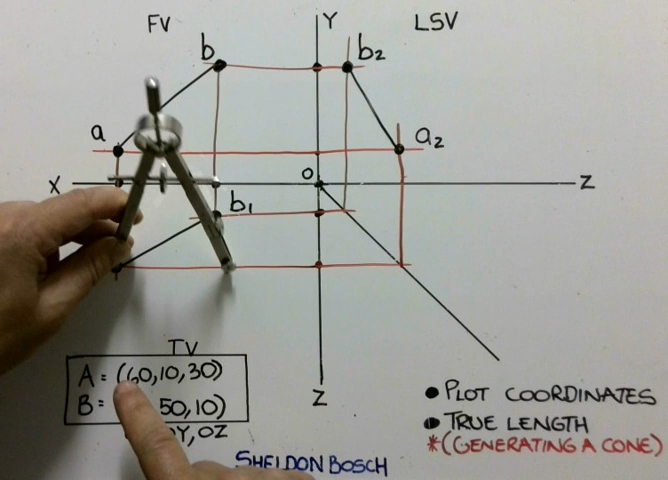 FV
Y
LSV
b
b2
a
a2
X
O
Z
b1
TV
A = (60,10,30)
B = 50,10)
Y,OZ
Z
PLOT COORDINATES
TRUE LENGTH
*(GENERATING A CONE)
SHELDON BOSCH